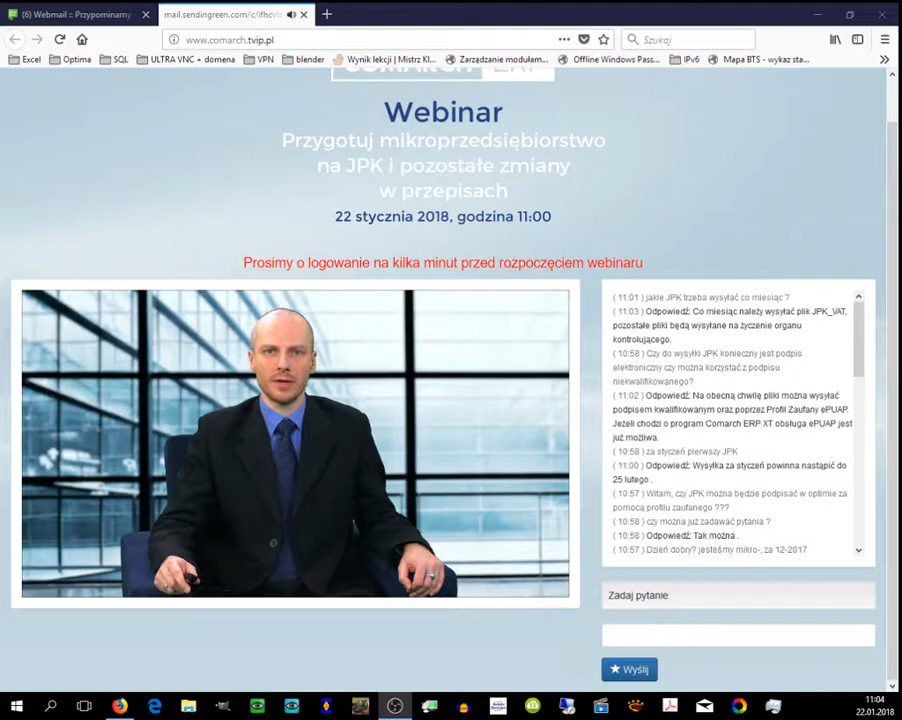 (6) Webmail :: Przypominamy
mail.sendingreen.com/c/ifhcvl
www.comarch.tvip.pl
Szukaj
Excel
Optima
SQL
ULTRA VNC + domena
VPN
blender
Wynik lekcji | Mistrz Kl...
Zarządzanie modułam...
Offline Windows Pass...
IPv6
Mapa BTS - wykaz sta...
COMARCH ERP
Webinar
Przygotuj mikroprzedsiębiorstwo
na JPK i pozostałe zmiany
w przepisach
22 stycznia 2018, godzina 11:00
Prosimy o logowanie na kilka minut przed rozpoczęciem webinaru
( 11:01 ) jakie JPK trzeba wysyłać co miesiąc ?
( 11:03 ) Odpowiedź: Co miesiąc należy wysyłać plik JPK_VAT,
pozostałe pliki będą wysyłane na życzenie organu
kontrolującego.
( 10:58 ) Czy do wysyłki JPK konieczny jest podpis
elektroniczny czy można korzystać z podpisu
niekwalifikowanego?
( 11:02 ) Odpowiedź: Na obecną chwilę pliki można wysyłać
podpisem kwalifikowanym oraz poprzez Profil Zaufany ePUAP.
Jeżeli chodzi o program Comarch ERP XT obsługa ePUAP jest
już możliwa.
( 10:58 ) za styczeń pierwszy JPK
( 11:00 ) Odpowiedź: Wysyłka za styczeń powinna nastąpić do
25 lutego .
( 10:57 ) Witam, czy JPK można będzie podpisać w optimie za
pomocą profilu zaufanego ???
( 10:58 ) czy można już zadawać pytania ?
( 10:58 ) Odpowiedź: Tak można .
( 10:57 ) Dzień dobry? jesteśmy mikro-, za 12-2017
Zadaj pytanie
Wyślij
11:04
22.01.2018